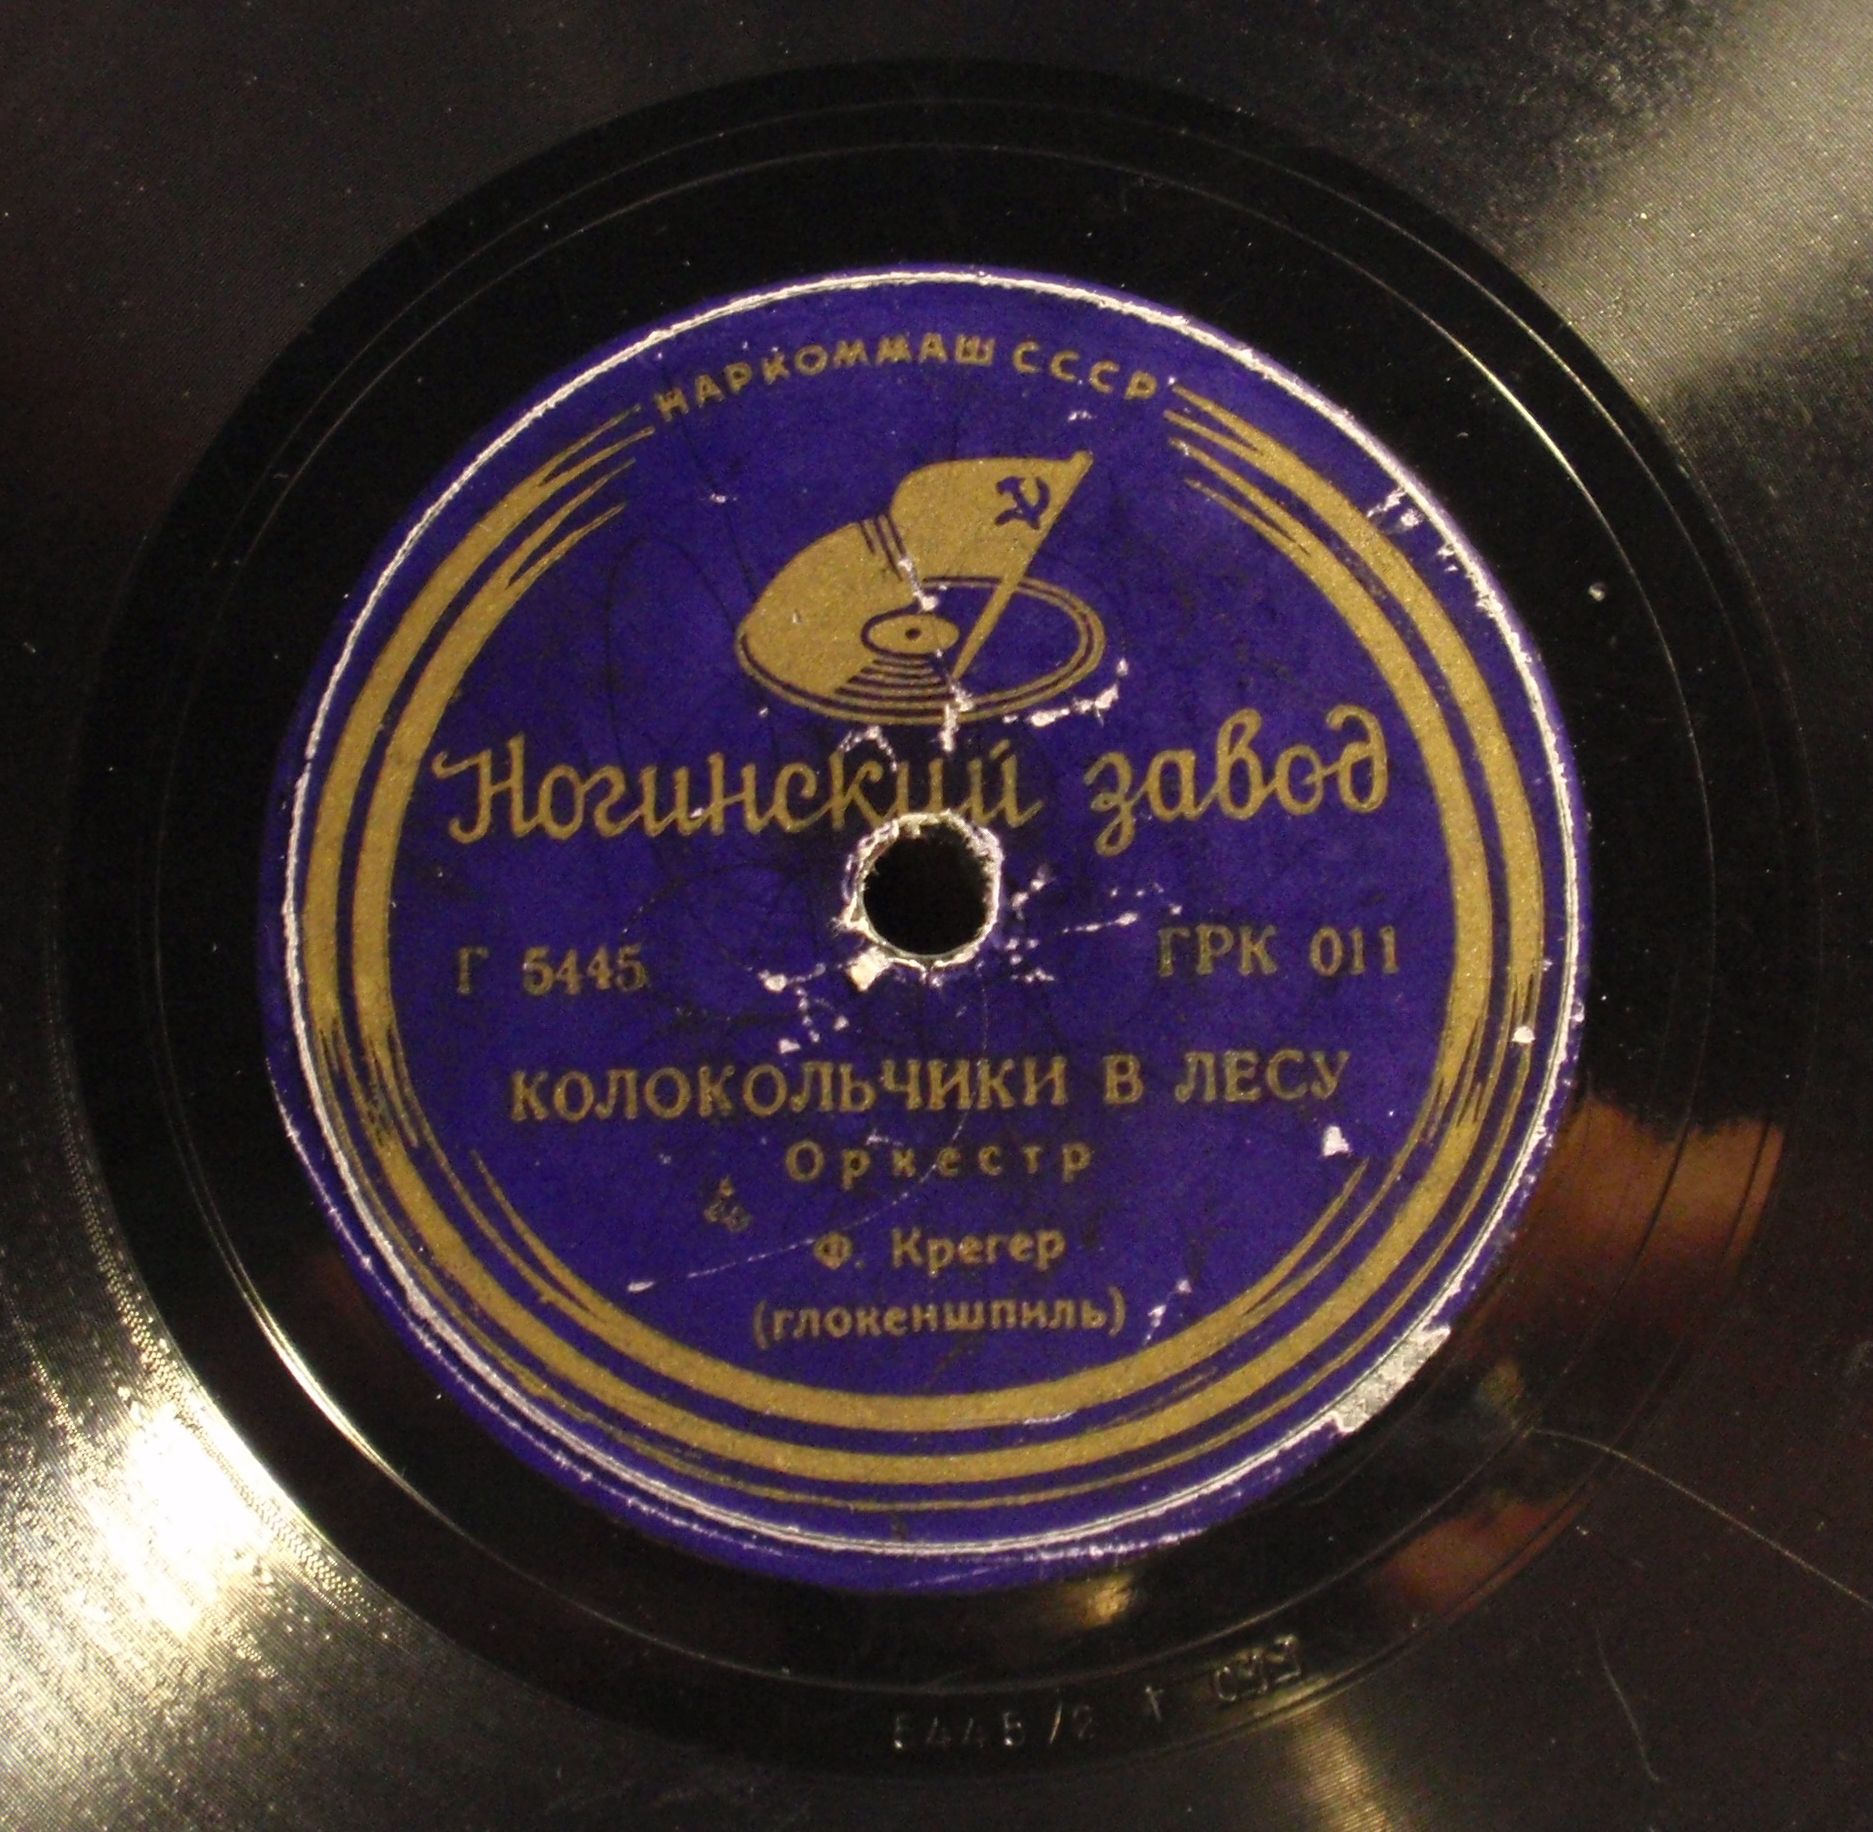 НАРКОММАШ СССР
Ногинский завод
Г 5445 ГРК 011
КОЛОКОЛЬЧИКИ В ЛЕСУ
Оркестр
Ф. Крегер
(глокеншпиль)
5445/2